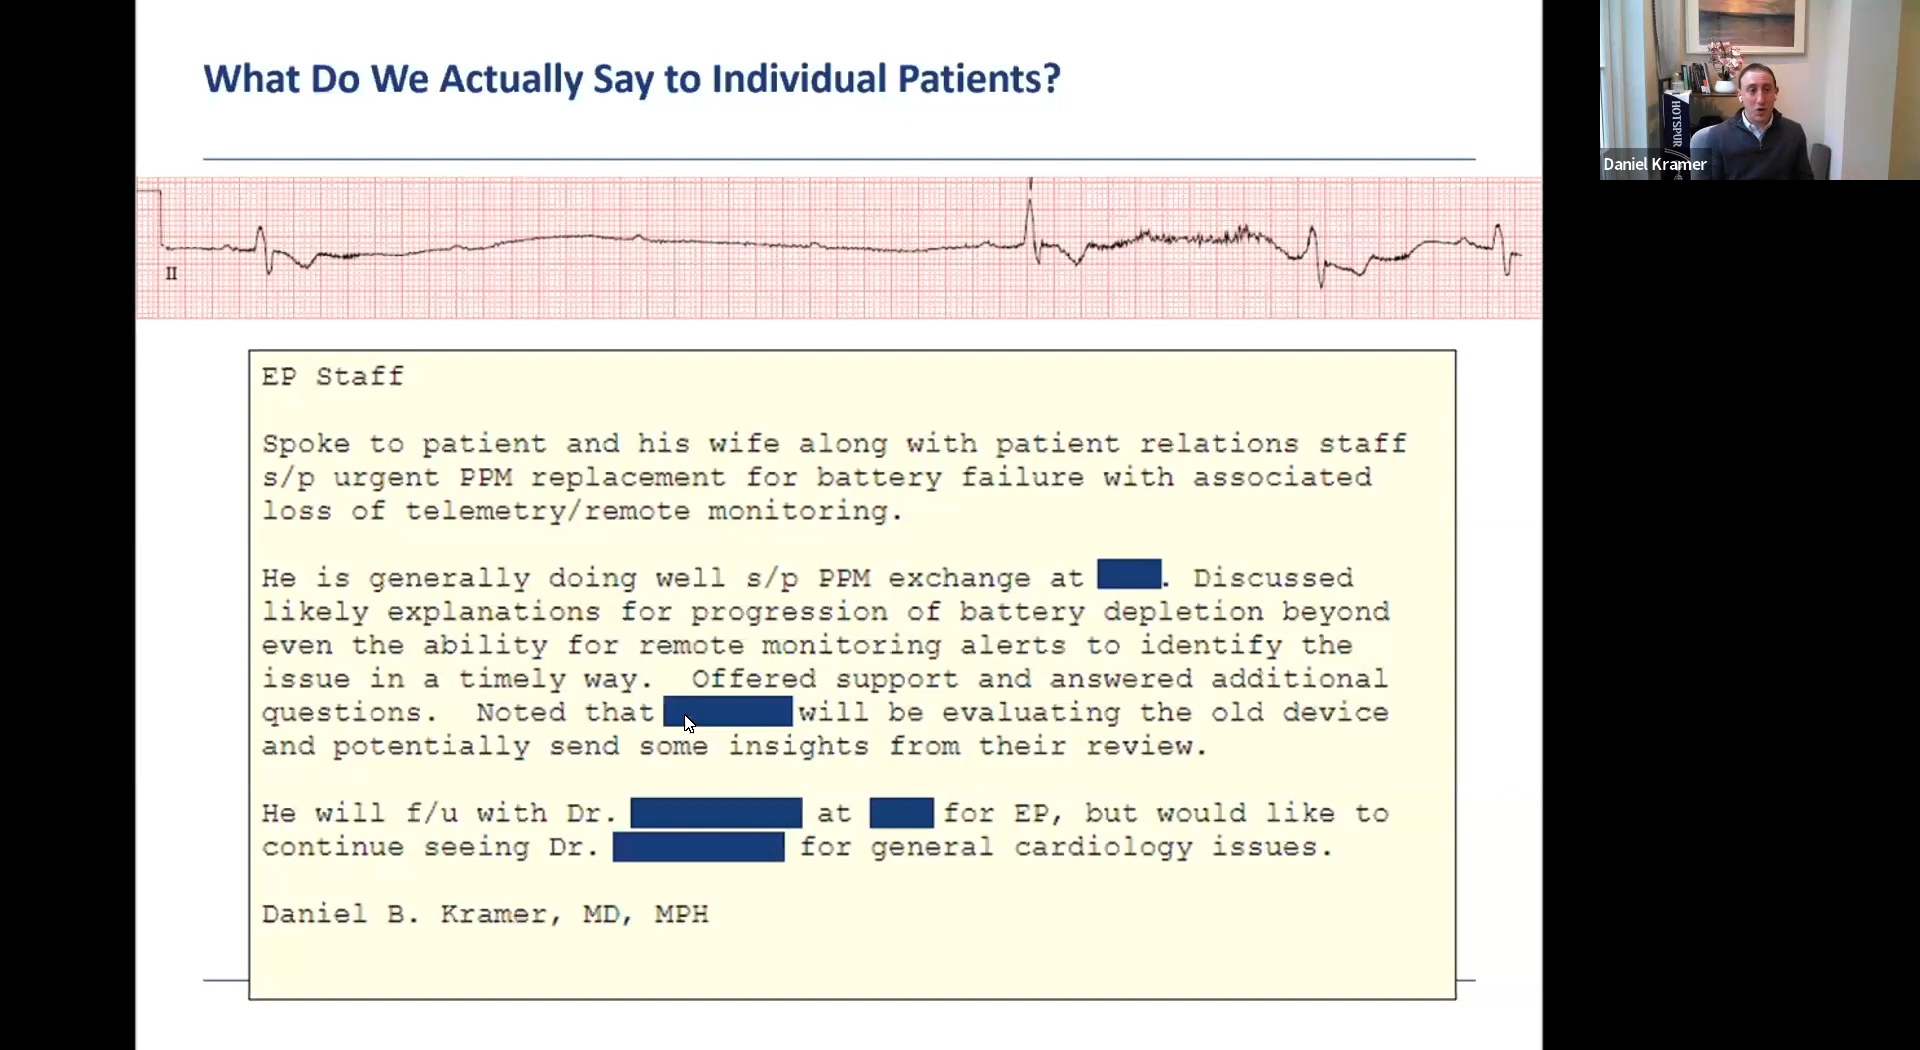 What Do We Actually Say to Individual Patients?
HOTSPUR
Daniel Kramer
II
EP Staff
Spoke to patient and his wife along with patient relations staff
s/p urgent PPM replacement for battery failure with associated
loss of telemetry/remote monitoring.
He is generally doing well s/p PPM exchange at . Discussed
likely explanations for progression of battery depletion beyond
even the ability for remote monitoring alerts to identify the
issue in a timely way. Offered support and answered additional
questions. Noted that will be evaluating the old device
and potentially send some insights from their review.
He will f/u with Dr. at for EP, but would like to
continue seeing Dr. for general cardiology issues.
Daniel B. Kramer, MD, MPH